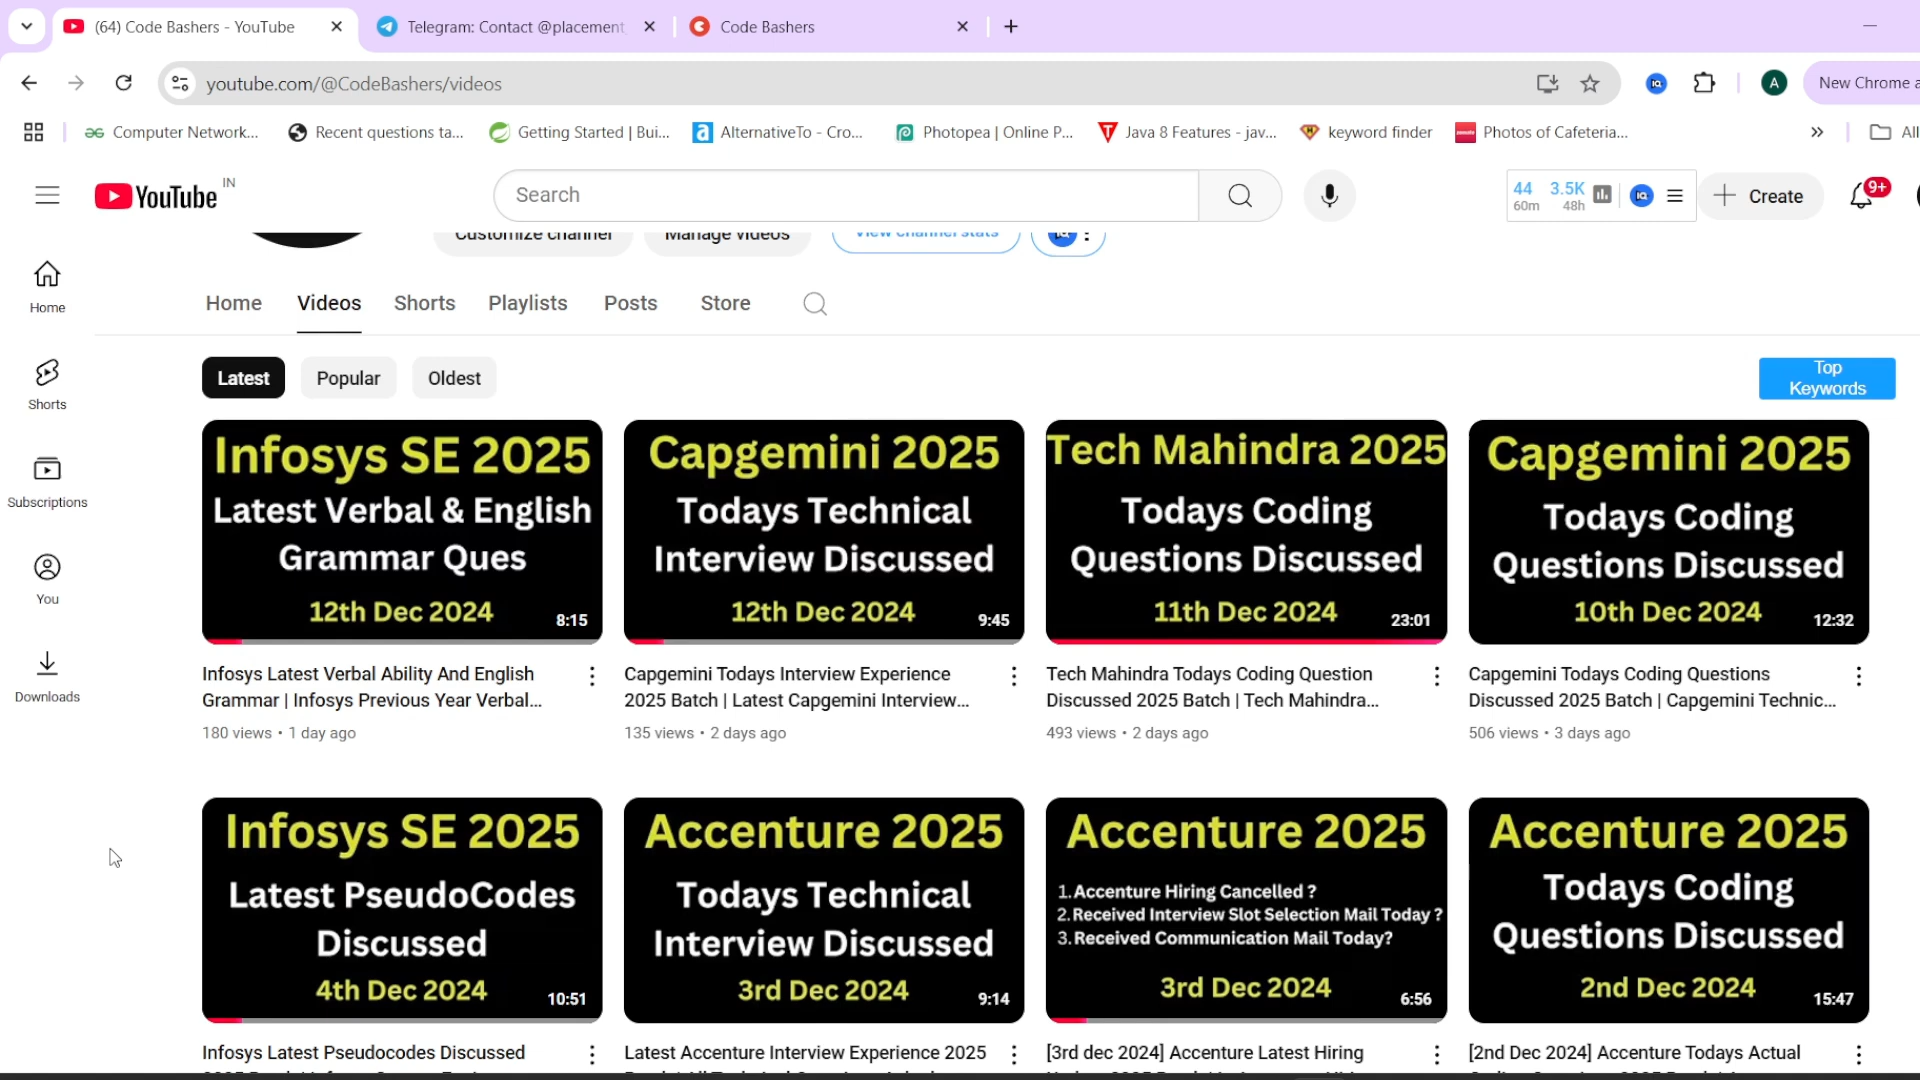 (64) Code Bashers - YouTube
Telegram: Contact @placement
Code Bashers
youtube.com/@CodeBashers/videos
A
New Chrome a
Computer Network...
Recent questions ta...
Getting Started | Bui...
AlternativeTo - Cro...
Photopea | Online P...
Java 8 Features - jav...
keyword finder
Photos of Cafeteria...
All
YouTube IN
Search
44 3.5K
60m 48h
Create
9+
Customize channel
Manage videos
View channel stats
Home
Shorts
Subscriptions
You
Downloads
Home Videos Shorts Playlists Posts Store
Latest Popular Oldest
Top
Keywords
Infosys SE 2025
Latest Verbal & English
Grammar Ques
12th Dec 2024
8:15
Infosys Latest Verbal Ability And English
Grammar | Infosys Previous Year Verbal...
180 views • 1 day ago
Capgemini 2025
Todays Technical
Interview Discussed
12th Dec 2024
9:45
Capgemini Todays Interview Experience
2025 Batch | Latest Capgemini Interview...
135 views • 2 days ago
Tech Mahindra 2025
Todays Coding
Questions Discussed
11th Dec 2024
23:01
Tech Mahindra Todays Coding Question
Discussed 2025 Batch | Tech Mahindra...
493 views • 2 days ago
Capgemini 2025
Todays Coding
Questions Discussed
10th Dec 2024
12:32
Capgemini Todays Coding Questions
Discussed 2025 Batch | Capgemini Technic...
506 views • 3 days ago
Infosys SE 2025
Latest PseudoCodes
Discussed
4th Dec 2024
10:51
Infosys Latest Pseudocodes Discussed
Accenture 2025
Todays Technical
Interview Discussed
3rd Dec 2024
9:14
Latest Accenture Interview Experience 2025
Accenture 2025
1.Accenture Hiring Cancelled ?
2.Received Interview Slot Selection Mail Today ?
3.Received Communication Mail Today?
3rd Dec 2024
6:56
[3rd dec 2024] Accenture Latest Hiring
Accenture 2025
Todays Coding
Questions Discussed
2nd Dec 2024
15:47
[2nd Dec 2024] Accenture Todays Actual